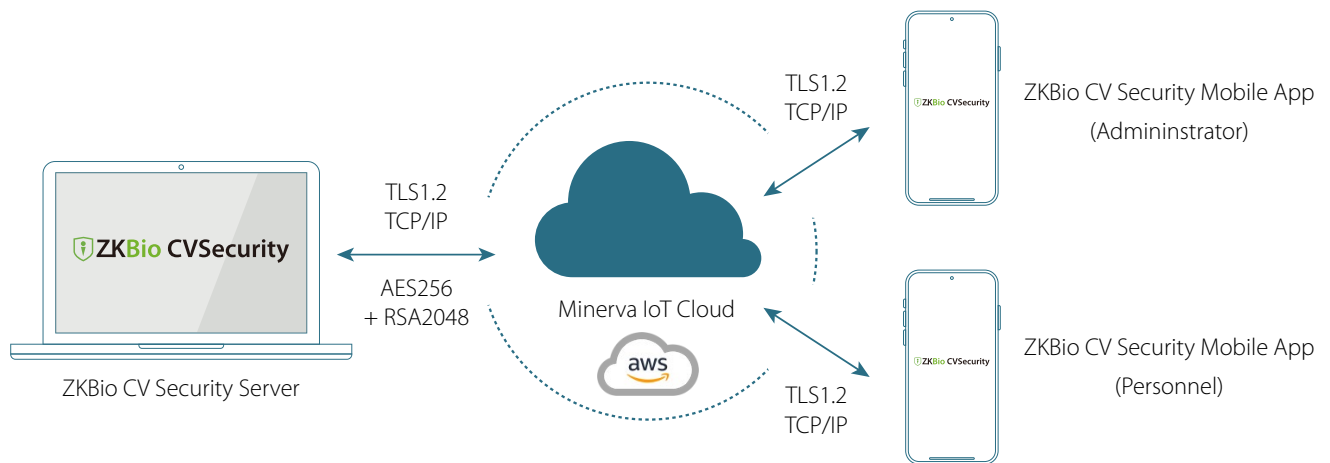 ZKBio CVSecurity
ZKBio CV Security Server
TLS1.2
TCP/IP
AES256
+ RSA2048
Minerva IoT Cloud
aws
TLS1.2
TCP/IP
ZKBio CVSecurity
ZKBio CV Security Mobile App
(Admininstrator)
TLS1.2
TCP/IP
ZKBio CVSecurity
ZKBio CV Security Mobile App
(Personnel)